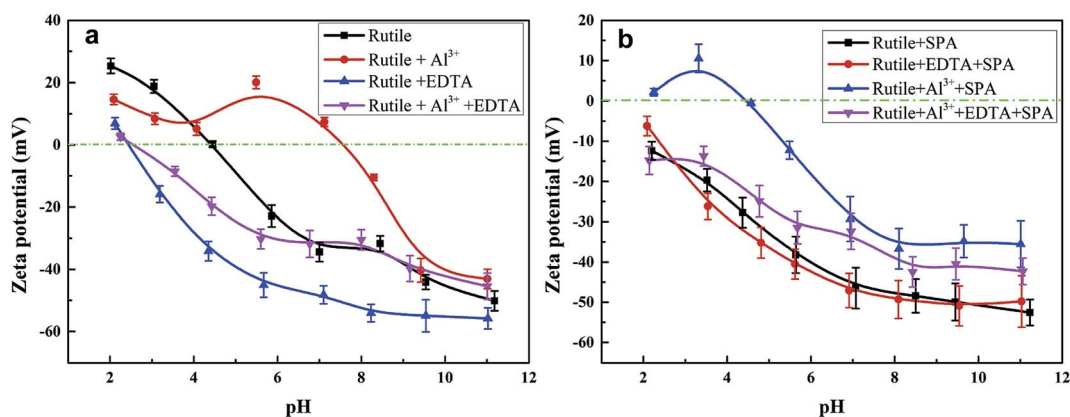 a
Rutile
Rutile + Al³⁺
Rutile +EDTA
Rutile + Al³⁺ +EDTA
Zeta potential (mV)
40
20
0
-20
-40
-60
2
4
6
8
10
12
pH
b
Rutile+SPA
Rutile+EDTA+SPA
Rutile+Al³⁺+SPA
Rutile+Al³⁺+EDTA+SPA
Zeta potential (mV)
20
10
0
-10
-20
-30
-40
-50
-60
2
4
6
8
10
12
pH